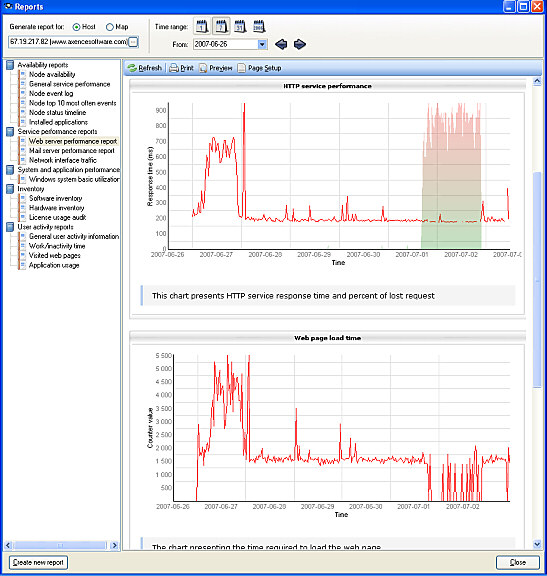 Reports
Generate report for: Host Map Time range: 1 7 31 2006
67.19.217.82 (www.axencesoftware.com) ... From: 2007-06-26
Availability reports
Node availability
General service performance
Node event log
Node top 10 most often events
Node status timeline
Installed applications
Service performance reports
Web server performance report
Mail server performance report
Network interface traffic
System and application performance
Windows system basic utilization
Inventory
Software inventory
Hardware inventory
License usage audit
User activity reports
General user activity information
Work/inactivity time
Visited web pages
Application usage
Refresh Print Preview Page Setup
HTTP service performance
Response time (ms)
900
800
700
600
500
400
300
200
100
0
2007-06-26 2007-06-27 2007-06-28 2007-06-29 2007-06-30 2007-07-01 2007-07-02 2007-07-0
Time
This chart presents HTTP service response time and percent of lost request
Web page load time
Counter value
5 500
5 000
4 500
4 000
3 500
3 000
2 500
2 000
1 500
1 000
500
2007-06-26 2007-06-27 2007-06-28 2007-06-29 2007-06-30 2007-07-01 2007-07-02
Time
The chart presenting the time required to load the web page
Create new report Close